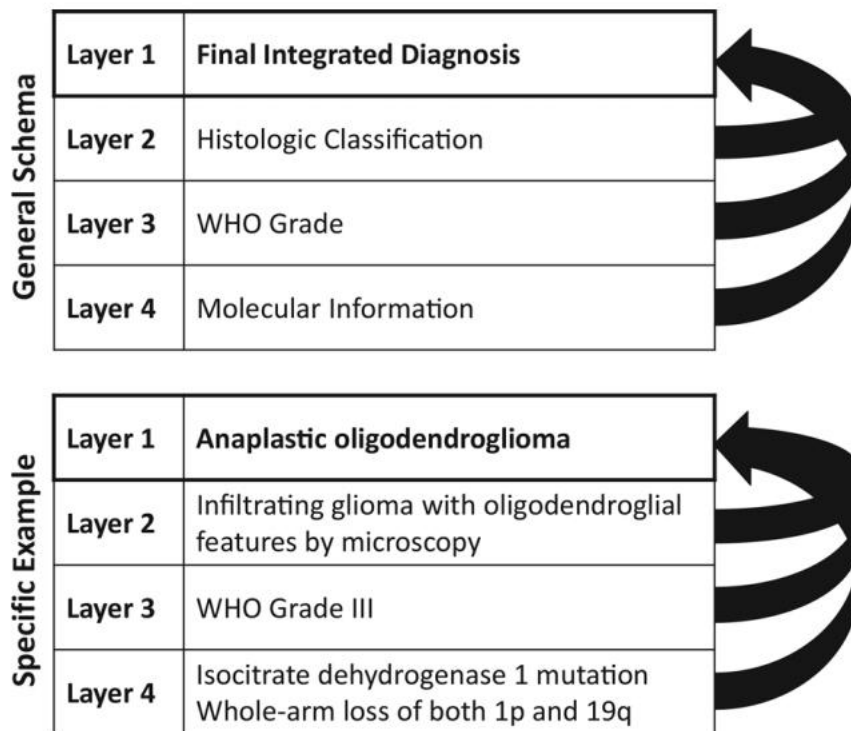 General Schema
Layer 1 Final Integrated Diagnosis
Layer 2 Histologic Classification
Layer 3 WHO Grade
Layer 4 Molecular Information
Specific Example
Layer 1 Anaplastic oligodendroglioma
Layer 2 Infiltrating glioma with oligodendroglial
features by microscopy
Layer 3 WHO Grade III
Layer 4 Isocitrate dehydrogenase 1 mutation
Whole-arm loss of both 1p and 19q